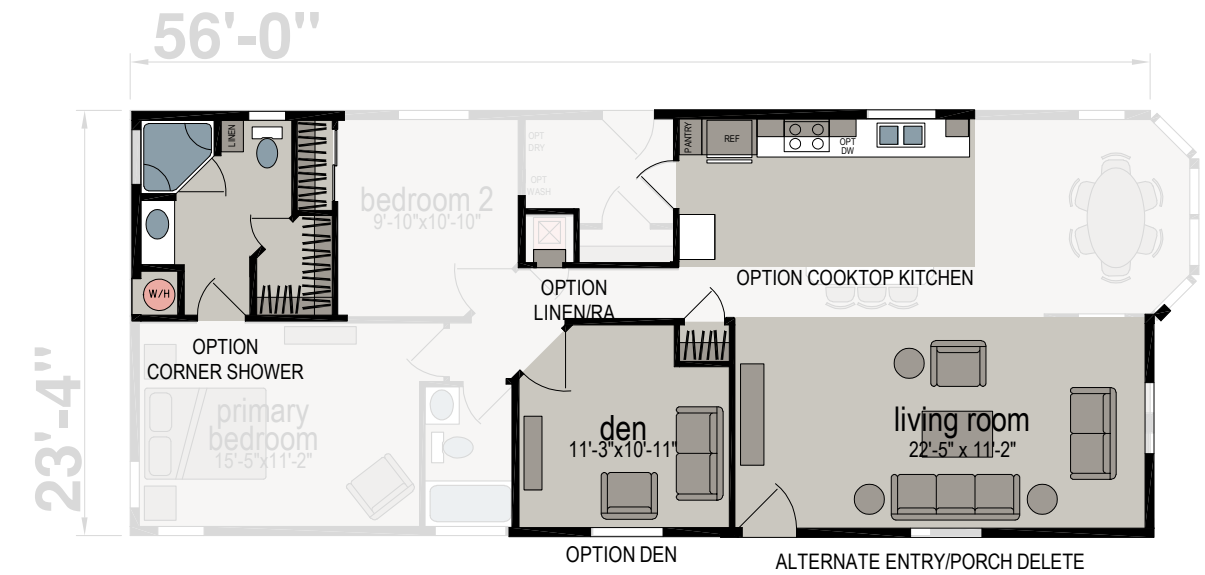 56'-0"
23'-4"
LINEN
W/H
OPTION
CORNER SHOWER
bedroom 2
9'-10"x10'-10"
OPT
DRY
OPT
WASH
OPTION
LINEN/RA
PANTRY
REF
OPT
DW
OPTION COOKTOP KITCHEN
primary
bedroom
15'-5"x11'-2"
den
11'-3"x10'-11"
OPTION DEN
living room
22'-5" x 11'-2"
ALTERNATE ENTRY/PORCH DELETE